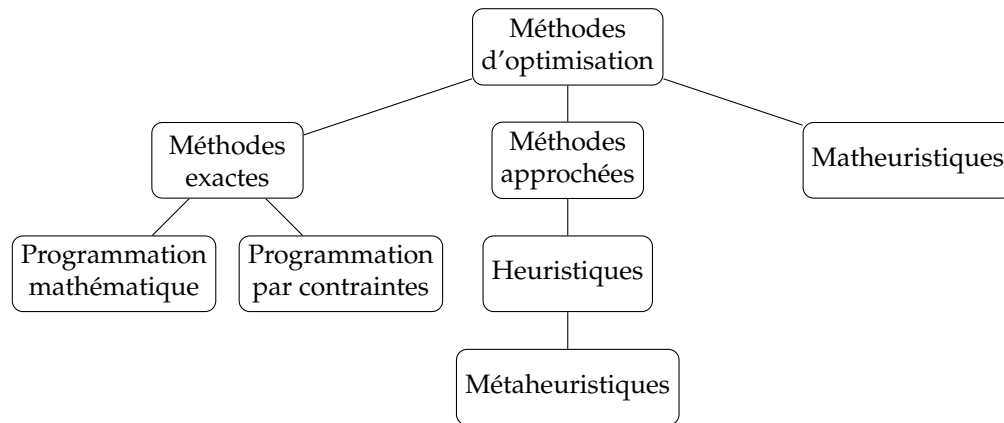 Méthodes
d'optimisation
Méthodes
exactes
Méthodes
approchées
Matheuristiques
Programmation
mathématique
Programmation
par contraintes
Heuristiques
Métaheuristiques